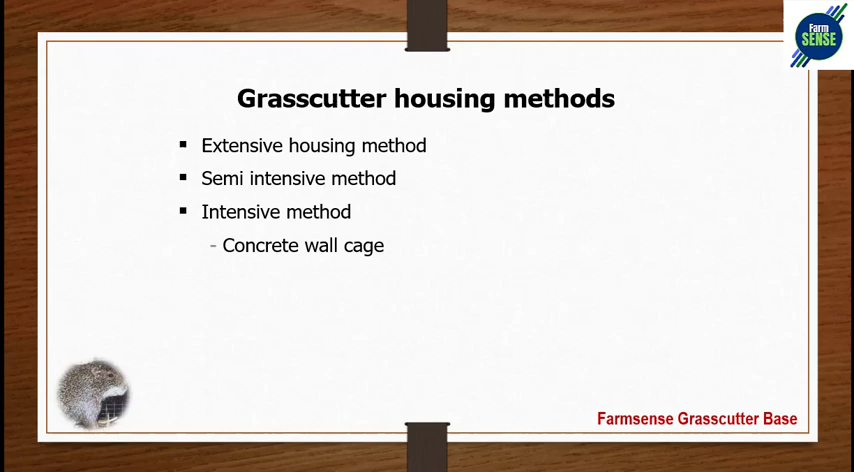 Farm
SENSE
Grasscutter housing methods
▪ Extensive housing method
▪ Semi intensive method
▪ Intensive method
- Concrete wall cage
Farmsense Grasscutter Base